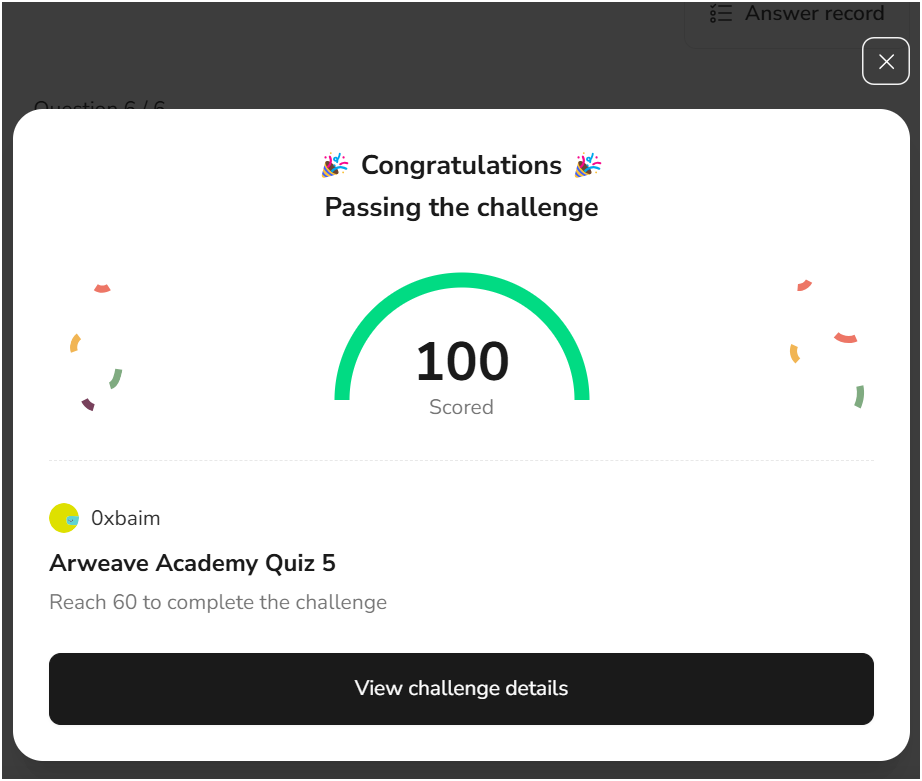 Answer record
Question 6 / 6
Congratulations
Passing the challenge
100
Scored
0xbaim
Arweave Academy Quiz 5
Reach 60 to complete the challenge
View challenge details